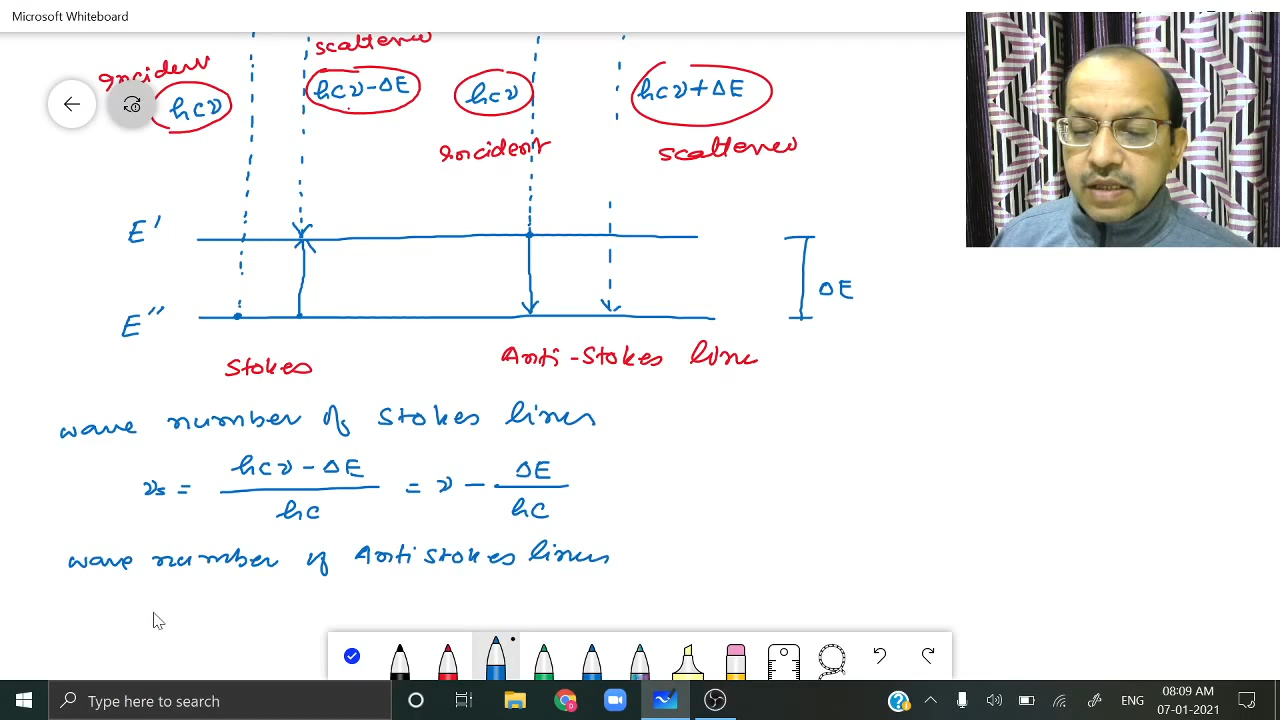 Microsoft Whiteboard
scattered
Incident
hcν
hcν-ΔE
hcν
hcν+ΔE
Incident
scattered
E'
ΔE
E''
Stokes
Anti-Stokes line
wave number of Stokes lines
νs = hcν-ΔE / hc = ν - ΔE / hc
wave number of Anti Stokes lines
Type here to search
ENG
08:09 AM
07-01-2021